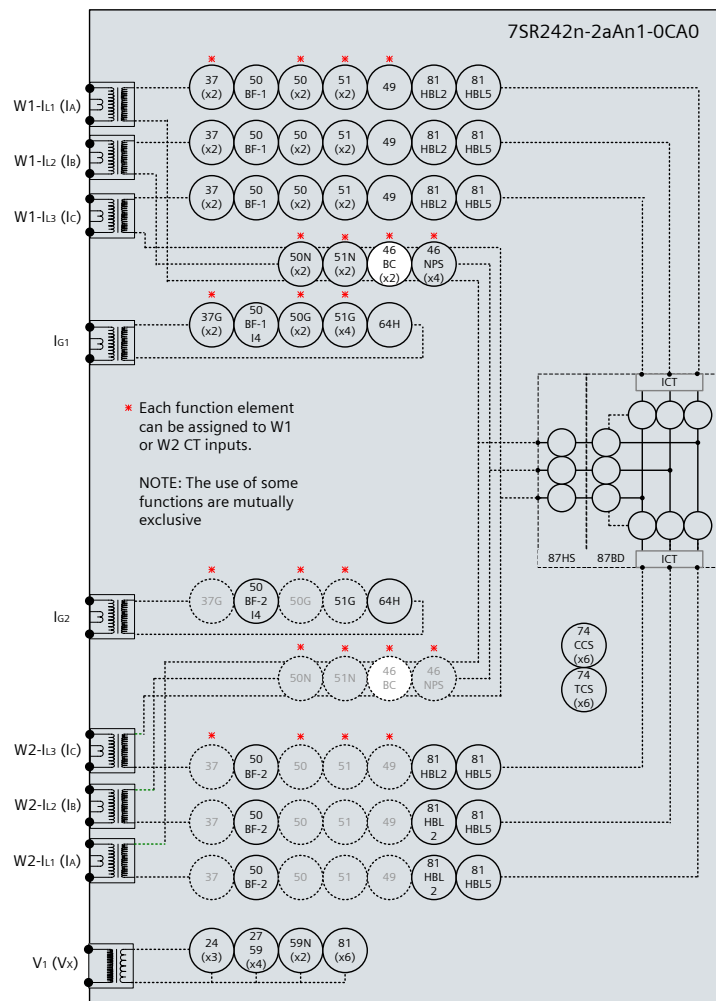 7SR242n-2aAn1-0CA0
W1-IL1 (IA)
37 (x2)
50 BF-1
50 (x2)
51 (x2)
49
81 HBL2
81 HBL5
W1-IL2 (IB)
37 (x2)
50 BF-1
50 (x2)
51 (x2)
49
81 HBL2
81 HBL5
W1-IL3 (IC)
37 (x2)
50 BF-1
50 (x2)
51 (x2)
49
81 HBL2
81 HBL5
50N (x2)
51N (x2)
46 BC (x2)
46 NPS (x4)
IG1
37G (x2)
50 BF-1 I4
50G (x2)
51G (x4)
64H
* Each function element
can be assigned to W1
or W2 CT inputs.
NOTE: The use of some
functions are mutually
exclusive
ICT
87HS
87BD
ICT
IG2
37G
50 BF-2 I4
50G
51G
64H
74 CCS (x6)
74 TCS (x6)
50N
51N
46 BC
46 NPS
W2-IL3 (IC)
37
50 BF-2
50
51
49
81 HBL2
81 HBL5
W2-IL2 (IB)
37
50 BF-2
50
51
49
81 HBL 2
81 HBL5
W2-IL1 (IA)
37
50 BF-2
50
51
49
81 HBL 2
81 HBL5
V1 (VX)
24 (x3)
27 59 (x4)
59N (x2)
81 (x6)